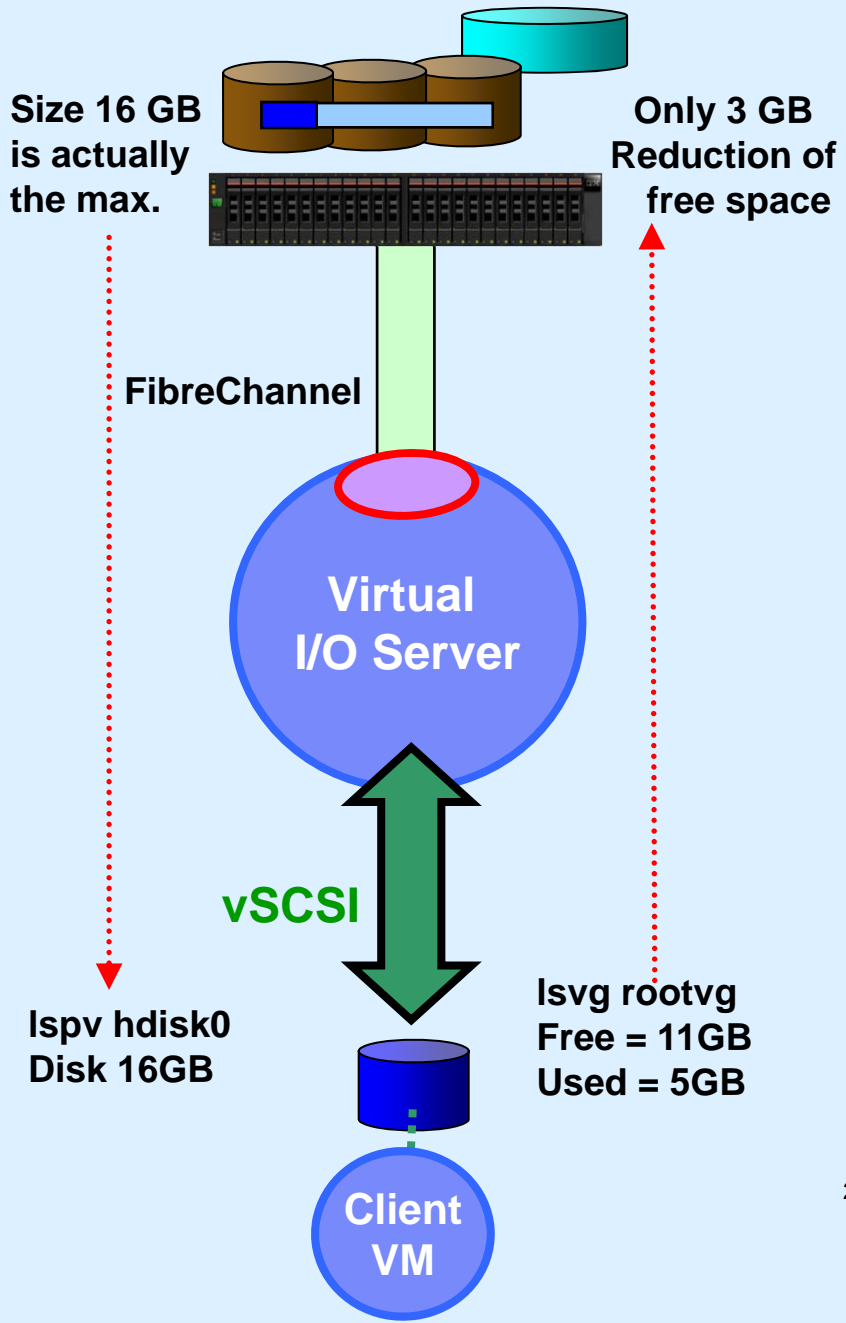 Size 16 GB
is actually
the max.
Only 3 GB
Reduction of
free space
FibreChannel
Virtual
I/O Server
vSCSI
lspv hdisk0
Disk 16GB
lsvg rootvg
Free = 11GB
Used = 5GB
Client
VM